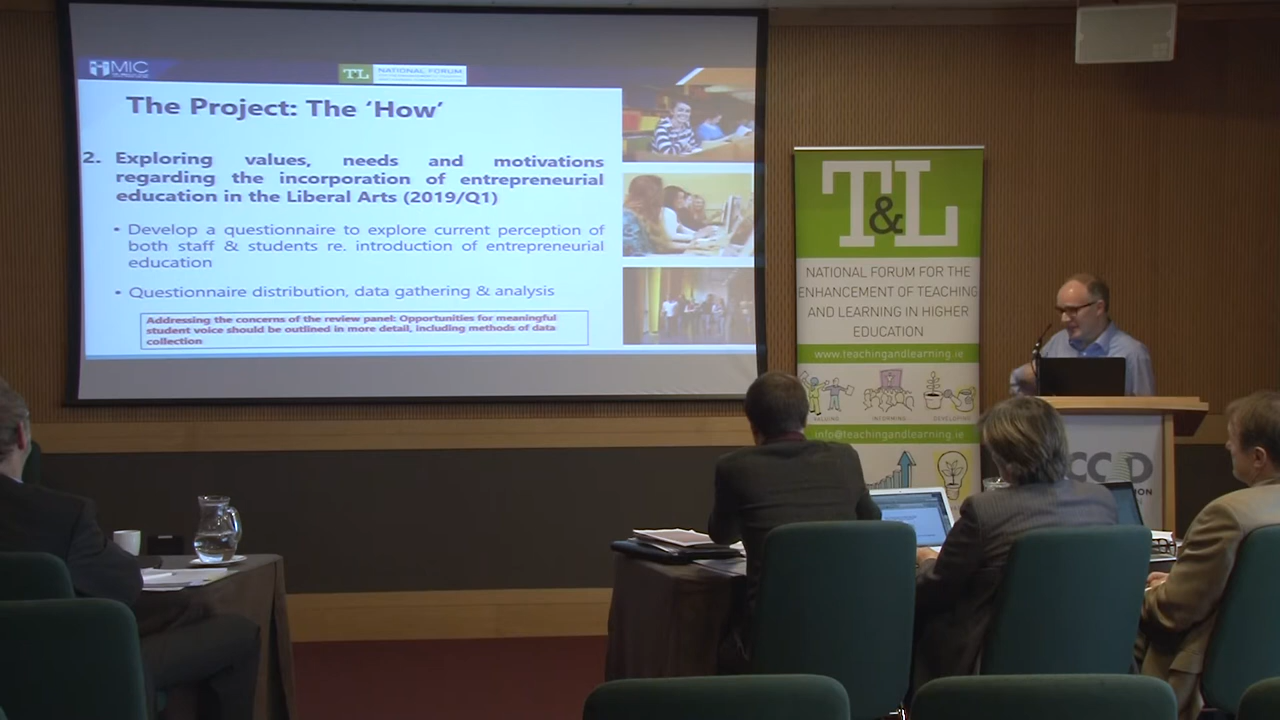 MIC
TL NATIONAL FORUM
The Project: The ‘How’
2. Exploring values, needs and motivations
regarding the incorporation of entrepreneurial
education in the Liberal Arts (2019/Q1)
• Develop a questionnaire to explore current perception of
both staff & students re. introduction of entrepreneurial
education
• Questionnaire distribution, data gathering & analysis
Addressing the concerns of the review panel: Opportunities for meaningful
student voice should be outlined in more detail, including methods of data
collection
T&L
NATIONAL FORUM FOR THE
ENHANCEMENT OF TEACHING
AND LEARNING IN HIGHER
EDUCATION
www.teachingandlearning.ie
VALUING INFORMING DEVELOPING
info@teachingandlearning.ie